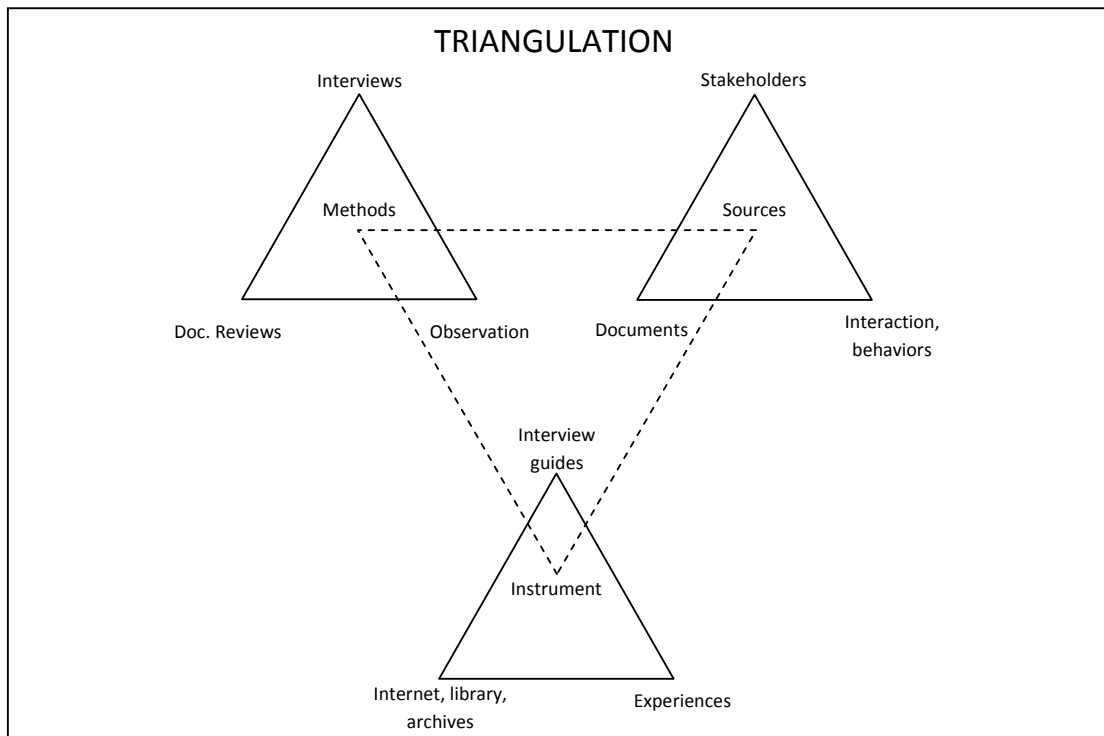 TRIANGULATION
Interviews
Stakeholders
Methods
Sources
Doc. Reviews
Observation
Documents
Interaction,
behaviors
Interview
guides
Instrument
Internet, library,
archives
Experiences